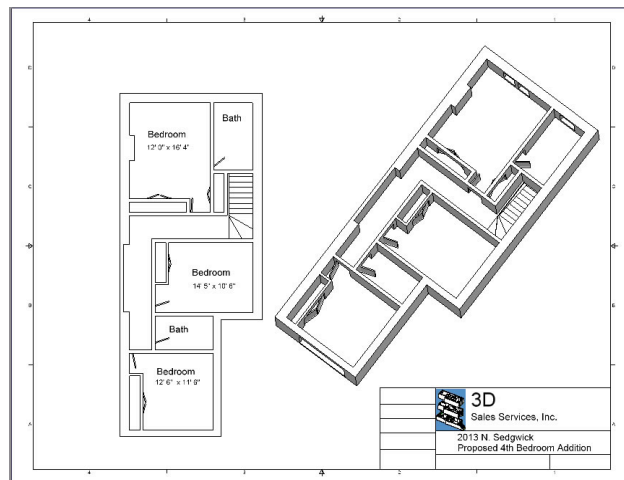 Bedroom
12' 0" x 16' 4"
Bath
Bedroom
14' 5" x 10' 6"
Bath
Bedroom
12' 6" x 11' 6"
3D
Sales Services, Inc.
2013 N. Sedgwick
Proposed 4th Bedroom Addition